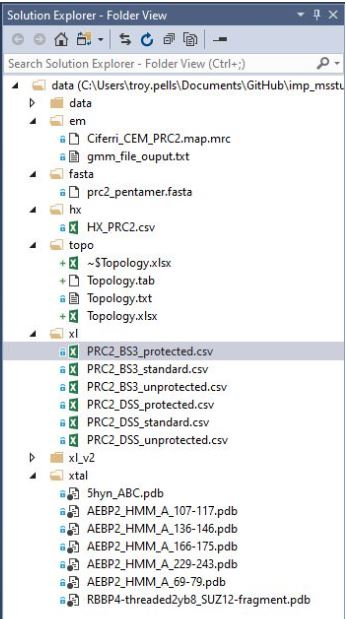 Solution Explorer - Folder View
Search Solution Explorer - Folder View (Ctrl+;)
data (C:\Users\troy.pells\Documents\GitHub\imp_msstu
data
em
Ciferri_CEM_PRC2.map.mrc
gmm_file_ouput.txt
fasta
prc2_pentamer.fasta
hx
HX_PRC2.csv
topo
~$Topology.xlsx
Topology.tab
Topology.txt
Topology.xlsx
xl
PRC2_BS3_protected.csv
PRC2_BS3_standard.csv
PRC2_BS3_unprotected.csv
PRC2_DSS_protected.csv
PRC2_DSS_standard.csv
PRC2_DSS_unprotected.csv
xl_v2
xtal
5hyn_ABC.pdb
AEBP2_HMM_A_107-117.pdb
AEBP2_HMM_A_136-146.pdb
AEBP2_HMM_A_166-175.pdb
AEBP2_HMM_A_229-243.pdb
AEBP2_HMM_A_69-79.pdb
RBBP4-threaded2yb8_SUZ12-fragment.pdb